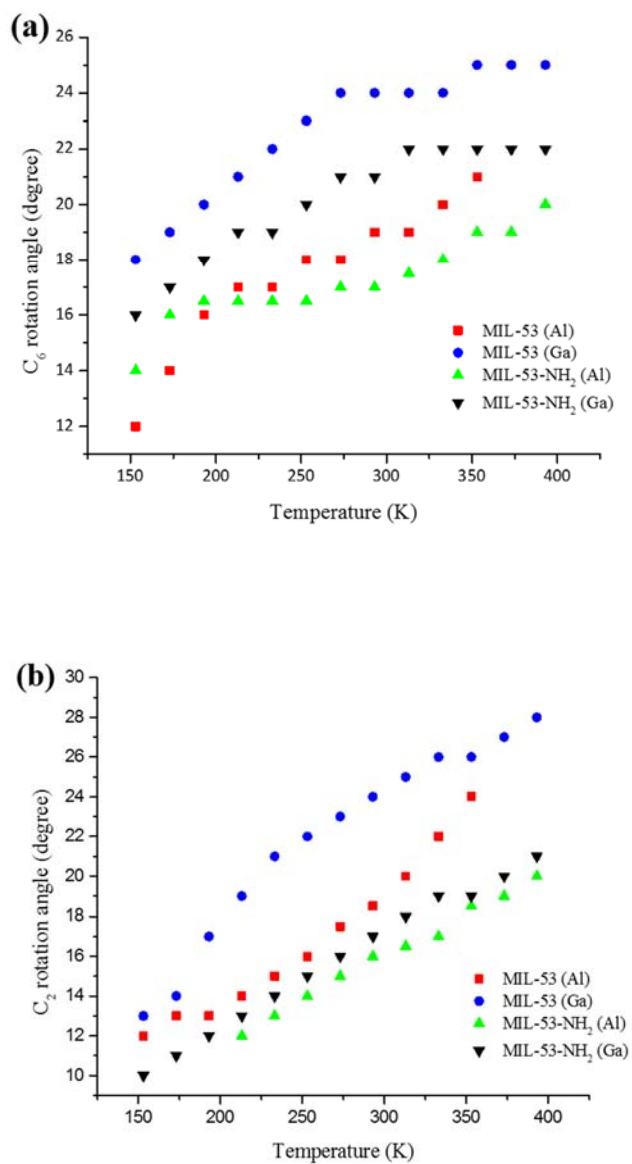 (a)
26
24
22
20
18
16
14
12
C₆ rotation angle (degree)
MIL-53 (Al)
MIL-53 (Ga)
MIL-53-NH₂ (Al)
MIL-53-NH₂ (Ga)
150 200 250 300 350 400
Temperature (K)
(b)
30
28
26
24
22
20
18
16
14
12
10
C₂ rotation angle (degree)
MIL-53 (Al)
MIL-53 (Ga)
MIL-53-NH₂ (Al)
MIL-53-NH₂ (Ga)
150 200 250 300 350 400
Temperature (K)